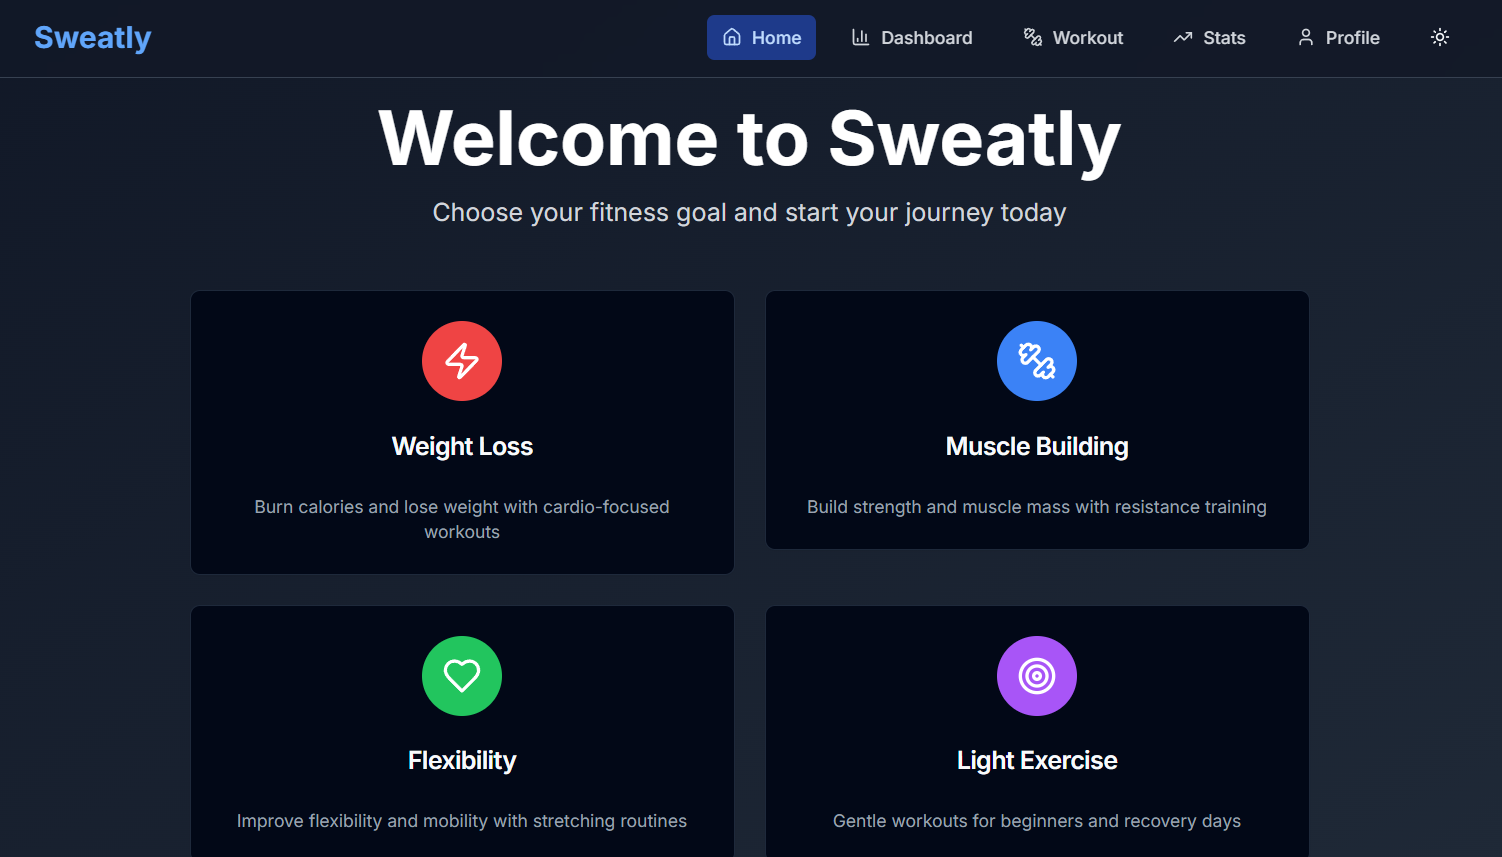 Sweatly
Home
Dashboard
Workout
Stats
Profile
Welcome to Sweatly
Choose your fitness goal and start your journey today
Weight Loss
Burn calories and lose weight with cardio-focused
workouts
Muscle Building
Build strength and muscle mass with resistance training
Flexibility
Improve flexibility and mobility with stretching routines
Light Exercise
Gentle workouts for beginners and recovery days